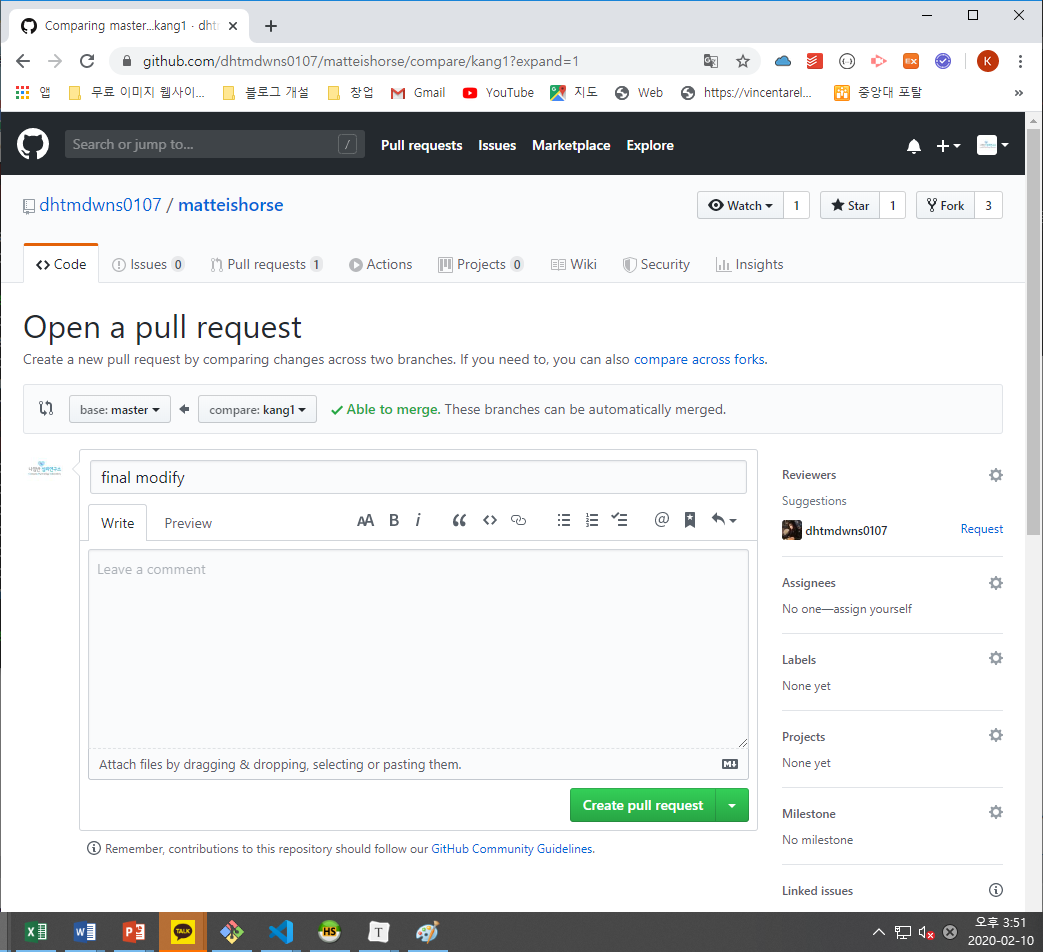 Comparing master...kang1 · dht
github.com/dhtmdwns0107/matteishorse/compare/kang1?expand=1
K
앱 무료 이미지 웹사이... 블로그 개설 창업 Gmail YouTube 지도 Web https://vincentarel... 중앙대 포탈 »
Search or jump to... / Pull requests Issues Marketplace Explore
dhtmdwns0107 / matteishorse Watch 1 Star 1 Fork 3
Code Issues 0 Pull requests 1 Actions Projects 0 Wiki Security Insights
Open a pull request
Create a new pull request by comparing changes across two branches. If you need to, you can also compare across forks.
base: master compare: kang1 Able to merge. These branches can be automatically merged.
final modify
Write Preview AA B i
Leave a comment
Attach files by dragging & dropping, selecting or pasting them.
Create pull request
Remember, contributions to this repository should follow our GitHub Community Guidelines.
Reviewers
Suggestions
dhtmdwns0107 Request
Assignees
No one—assign yourself
Labels
None yet
Projects
None yet
Milestone
No milestone
Linked issues
TALK HS T
오후 3:51
2020-02-10